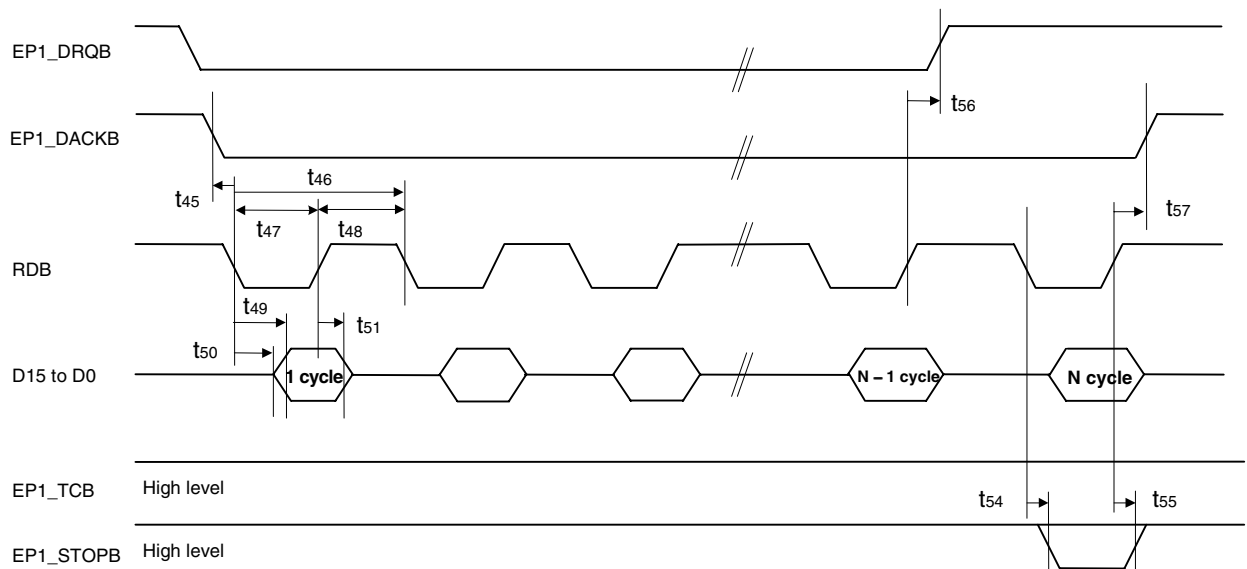 EP1_DRQB
t56
EP1_DACKB
t45
t46
t47
t48
t57
RDB
t49
t50
t51
D15 to D0
1 cycle
N – 1 cycle
N cycle
EP1_TCB
High level
t54
t55
EP1_STOPB
High level